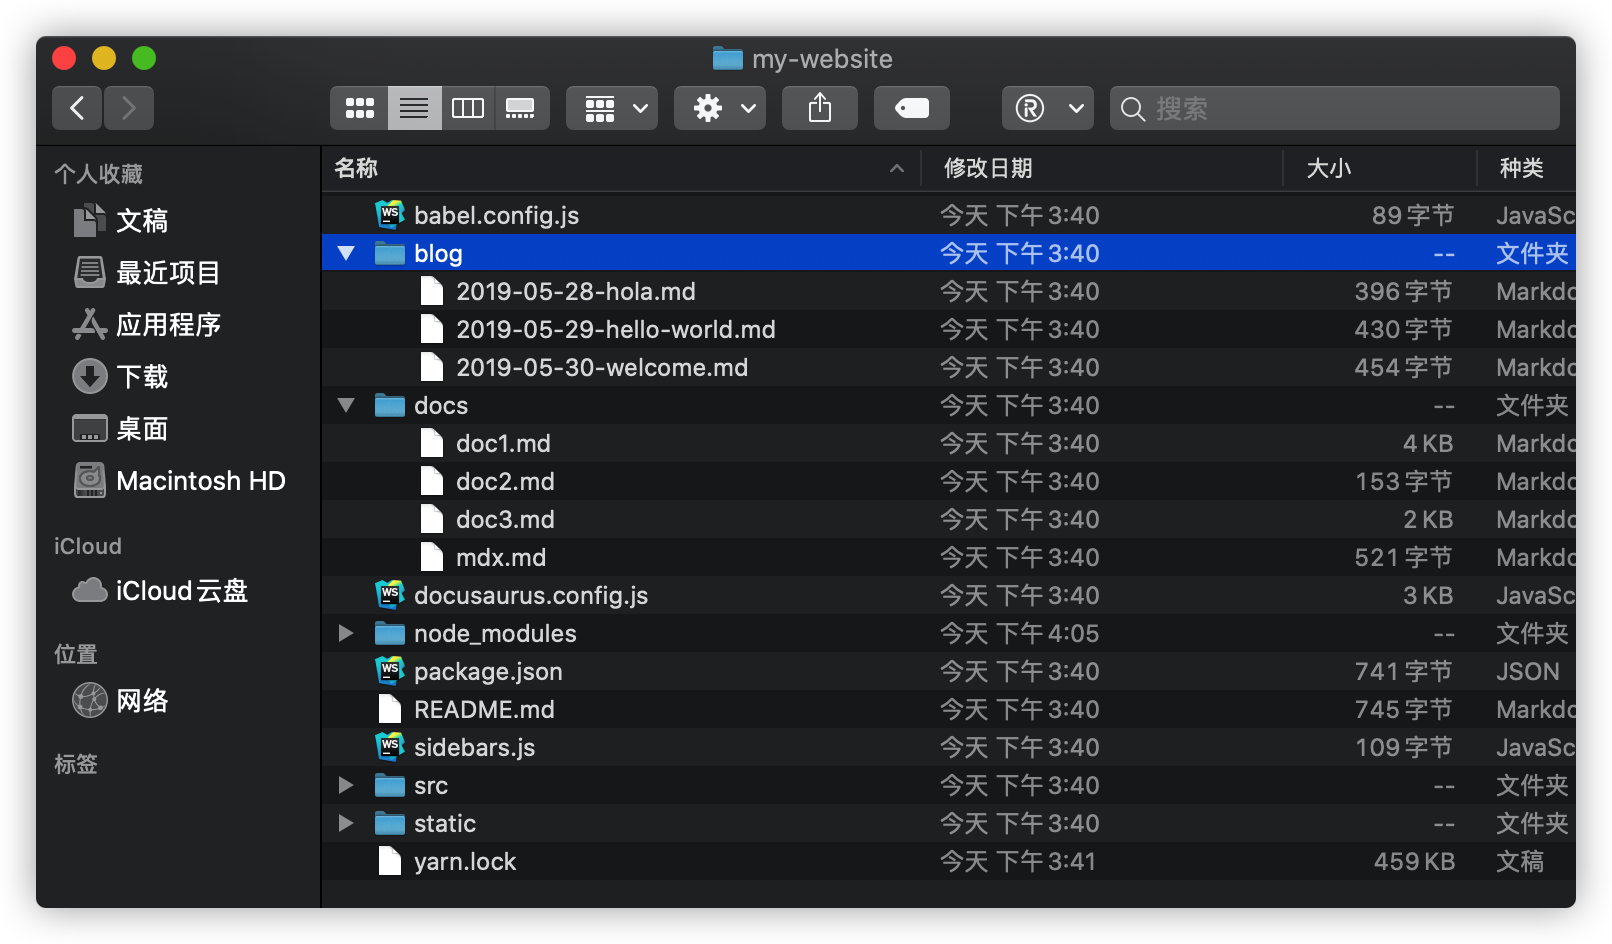 my-website
搜索
个人收藏
文稿
最近项目
应用程序
下载
桌面
Macintosh HD
iCloud
iCloud云盘
位置
网络
标签
名称 修改日期 大小 种类
babel.config.js 今天 下午 3:40 89 字节 JavaSc
blog 今天 下午 3:40 -- 文件夹
2019-05-28-hola.md 今天 下午 3:40 396 字节 Markdo
2019-05-29-hello-world.md 今天 下午 3:40 430 字节 Markdo
2019-05-30-welcome.md 今天 下午 3:40 454 字节 Markdo
docs 今天 下午 3:40 -- 文件夹
doc1.md 今天 下午 3:40 4 KB Markdo
doc2.md 今天 下午 3:40 153 字节 Markdo
doc3.md 今天 下午 3:40 2 KB Markdo
mdx.md 今天 下午 3:40 521 字节 Markdo
docusaurus.config.js 今天 下午 3:40 3 KB JavaSc
node_modules 今天 下午 4:05 -- 文件夹
package.json 今天 下午 3:40 741 字节 JSON
README.md 今天 下午 3:40 745 字节 Markdo
sidebars.js 今天 下午 3:40 109 字节 JavaSc
src 今天 下午 3:40 -- 文件夹
static 今天 下午 3:40 -- 文件夹
yarn.lock 今天 下午 3:41 459 KB 文稿